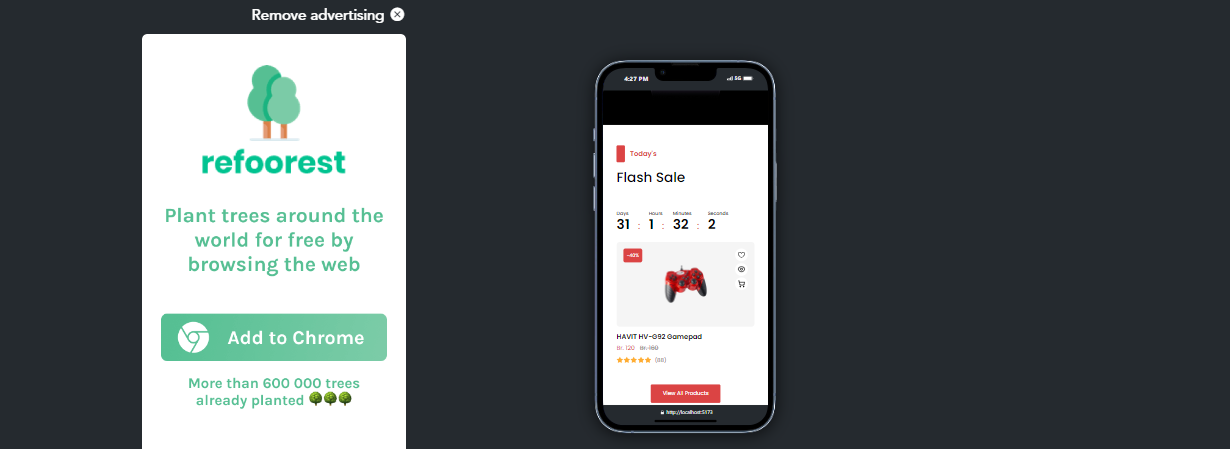 Remove advertising
refoorest
Plant trees around the
world for free by
browsing the web
Add to Chrome
More than 600 000 trees
already planted 🌳🌳🌳
4:27 PM
5G
Today's
Flash Sale
Days Hours Minutes Seconds
31 : 1 : 32 : 2
-40%
HAVIT HV-G92 Gamepad
Br. 120 Br. 160
(88)
View All Products
http://localhost:5173